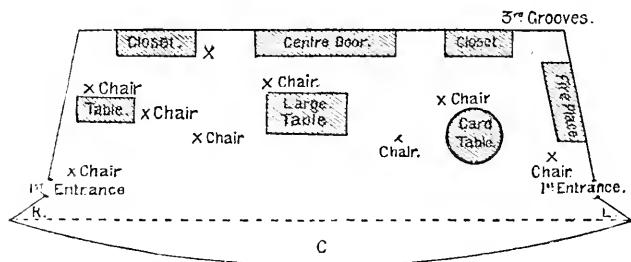 3rd Grooves.
Closet.
Centre Door.
Closet.
X
x Chair
x Chair.
x Chair
Fire Place
Table
x Chair
Large
Table
Card
Table.
x Chair
x
Chair.
x
Chair.
x Chair
1st Entrance
1st Entrance.
R.
L.
C